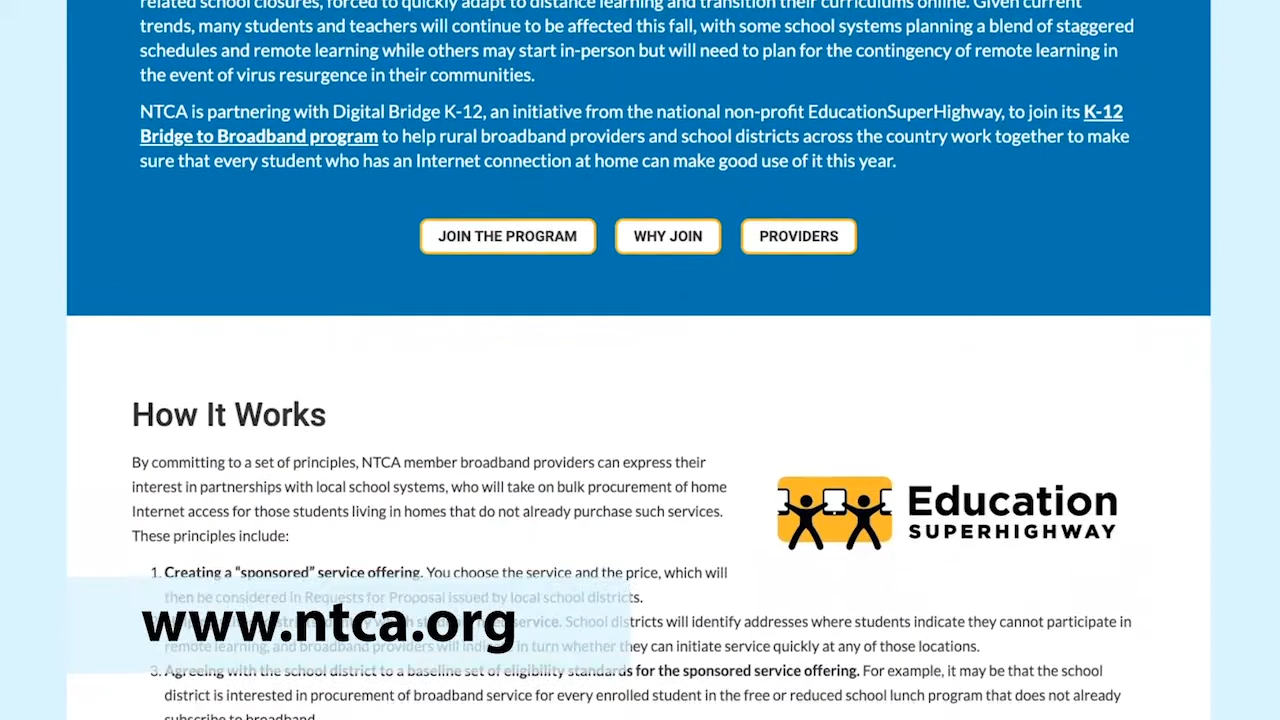 related school closures, forced to quickly adapt to distance learning and transition their curriculums online. Given current
trends, many students and teachers will continue to be affected this fall, with some school systems planning a blend of staggered
schedules and remote learning while others may start in-person but will need to plan for the contingency of remote learning in
the event of virus resurgence in their communities.
NTCA is partnering with Digital Bridge K-12, an initiative from the national non-profit EducationSuperHighway, to join its K-12
Bridge to Broadband program to help rural broadband providers and school districts across the country work together to make
sure that every student who has an Internet connection at home can make good use of it this year.
JOIN THE PROGRAM WHY JOIN PROVIDERS
How It Works
By committing to a set of principles, NTCA member broadband providers can express their
interest in partnerships with local school systems, who will take on bulk procurement of home
Internet access for those students living in homes that do not already purchase such services.
These principles include:
Education
SUPERHIGHWAY
1. Creating a "sponsored" service offering. You choose the service and the price, which will
then be considered in Requests for Proposal issued by local school districts.
www.ntca.org
service. School districts will identify addresses where students indicate they cannot participate in
remote learning, and broadband providers will in turn whether they can initiate service quickly at any of those locations.
3. Agreeing with the school district to a baseline set of eligibility standards for the sponsored service offering. For example, it may be that the school
district is interested in procurement of broadband service for every enrolled student in the free or reduced school lunch program that does not already
subscribe to broadband.